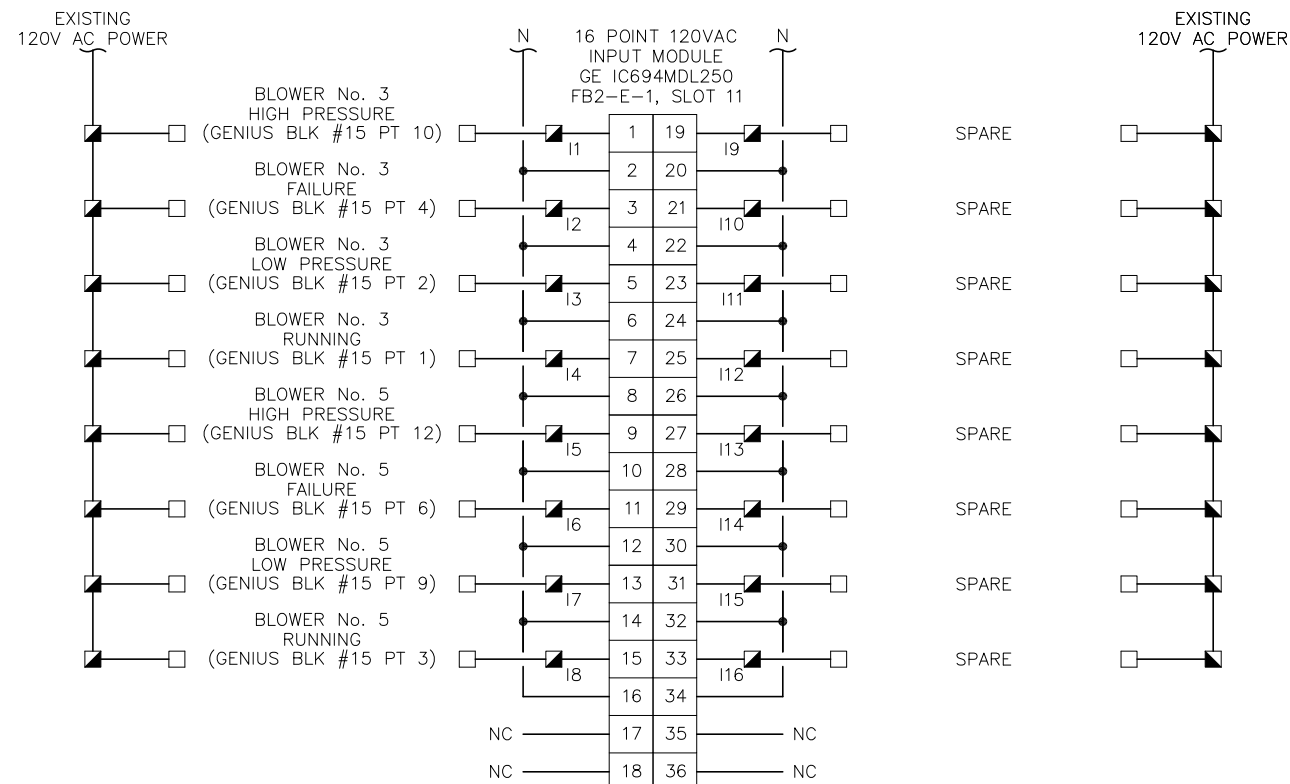 EXISTING
120V AC POWER
N
16 POINT 120VAC
INPUT MODULE
GE IC694MDL250
FB2-E-1, SLOT 11
N
EXISTING
120V AC POWER
BLOWER No. 3
HIGH PRESSURE
(GENIUS BLK #15 PT 10)
I1
1 19
I9
SPARE
2 20
BLOWER No. 3
FAILURE
(GENIUS BLK #15 PT 4)
I2
3 21
I10
SPARE
4 22
BLOWER No. 3
LOW PRESSURE
(GENIUS BLK #15 PT 2)
I3
5 23
I11
SPARE
6 24
BLOWER No. 3
RUNNING
(GENIUS BLK #15 PT 1)
I4
7 25
I12
SPARE
8 26
BLOWER No. 5
HIGH PRESSURE
(GENIUS BLK #15 PT 12)
I5
9 27
I13
SPARE
10 28
BLOWER No. 5
FAILURE
(GENIUS BLK #15 PT 6)
I6
11 29
I14
SPARE
12 30
BLOWER No. 5
LOW PRESSURE
(GENIUS BLK #15 PT 9)
I7
13 31
I15
SPARE
14 32
BLOWER No. 5
RUNNING
(GENIUS BLK #15 PT 3)
I8
15 33
I16
SPARE
16 34
NC 17 35 NC
NC 18 36 NC